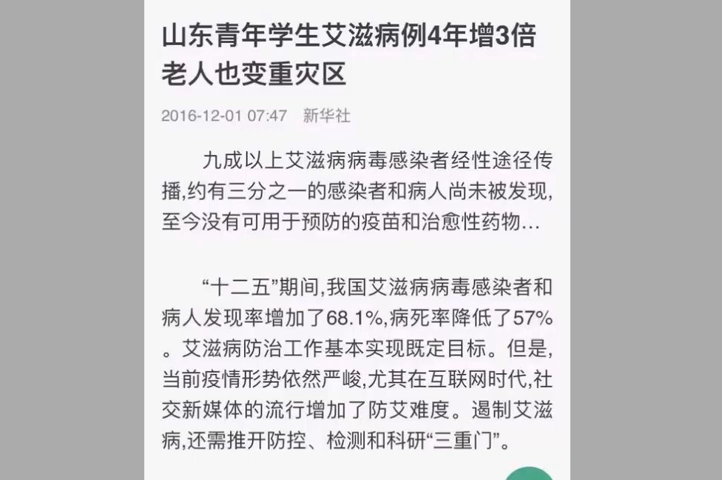 山东青年学生艾滋病例4年增3倍
老人也变重灾区
2016-12-01 07:47 新华社
九成以上艾滋病病毒感染者经性途径传
播,约有三分之一的感染者和病人尚未被发现,
至今没有可用于预防的疫苗和治愈性药物…
“十二五”期间,我国艾滋病病毒感染者和
病人发现率增加了68.1%,病死率降低了57%
。艾滋病防治工作基本实现既定目标。但是,
当前疫情形势依然严峻,尤其在互联网时代,社
交新媒体的流行增加了防艾难度。遏制艾滋
病,还需推开防控、检测和科研“三重门”。